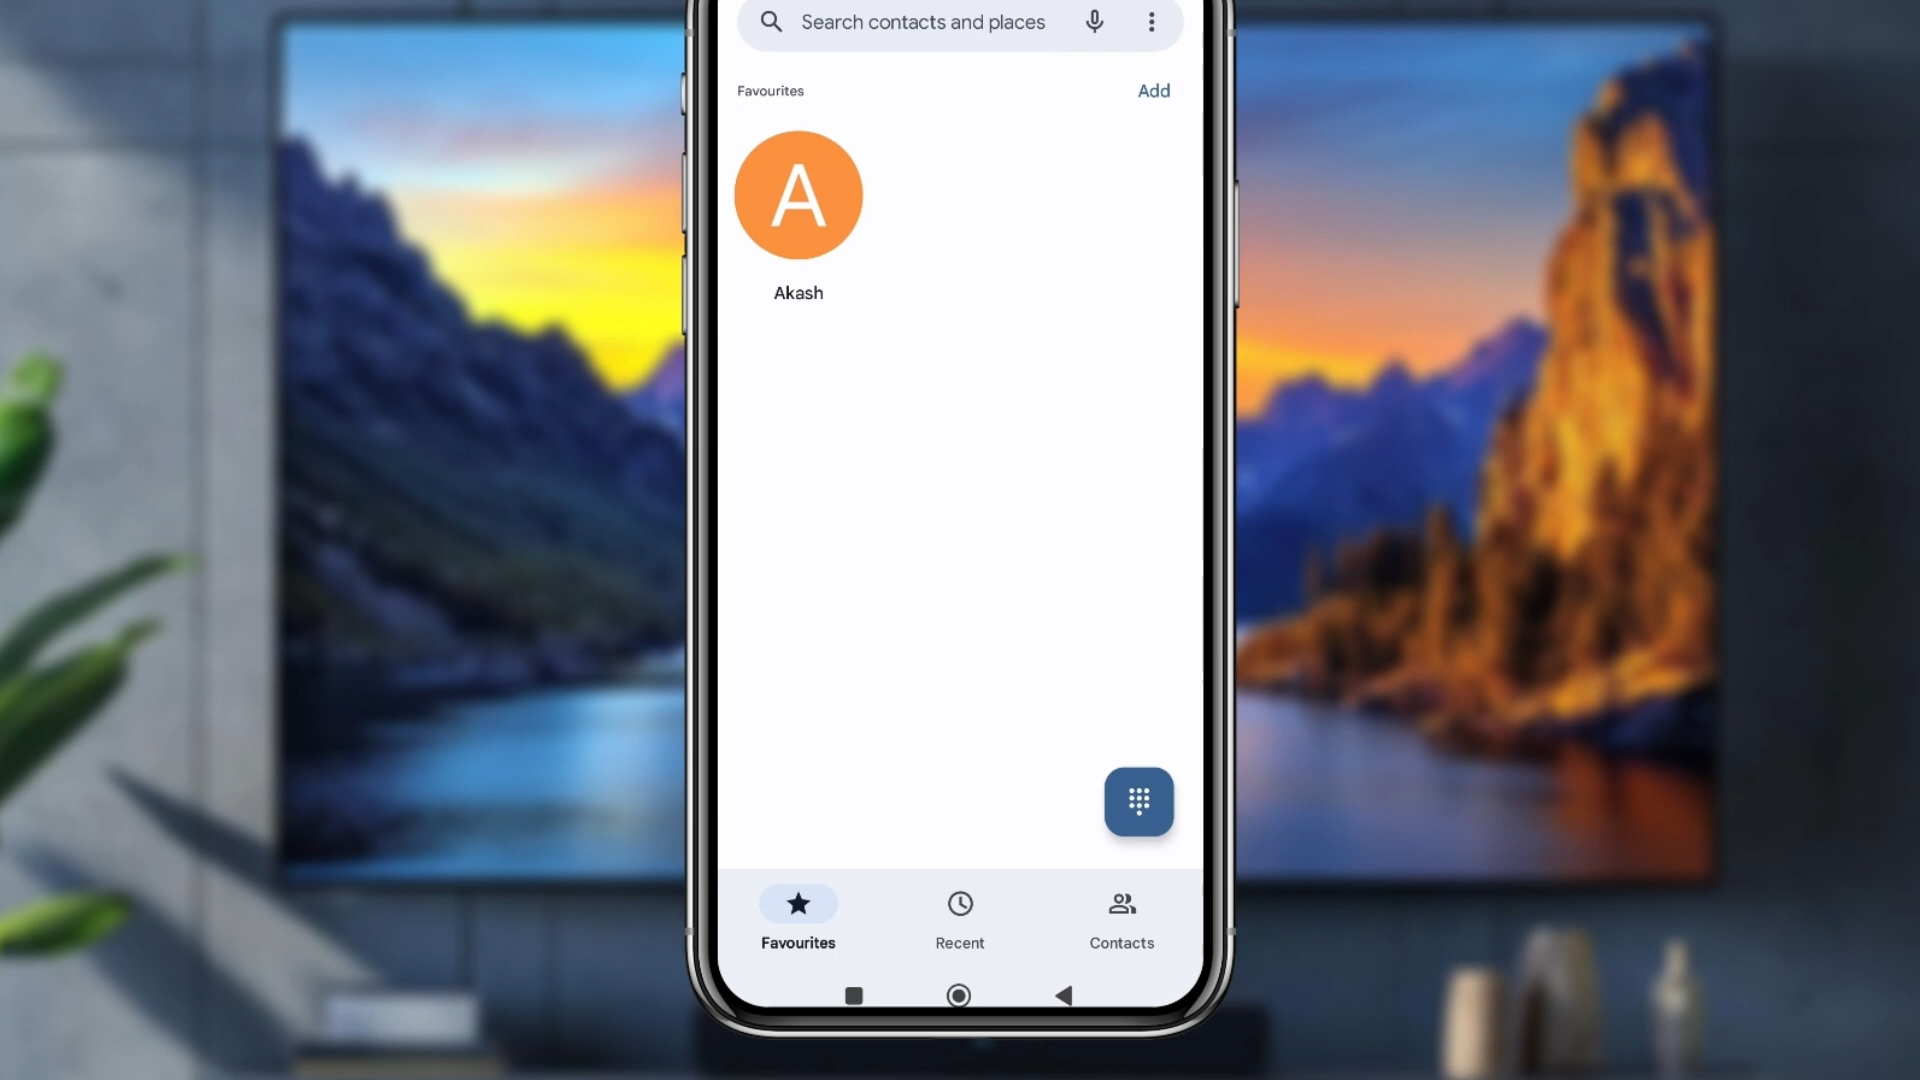 Search contacts and places
Favourites
Add
A
Akash
Favourites
Recent
Contacts